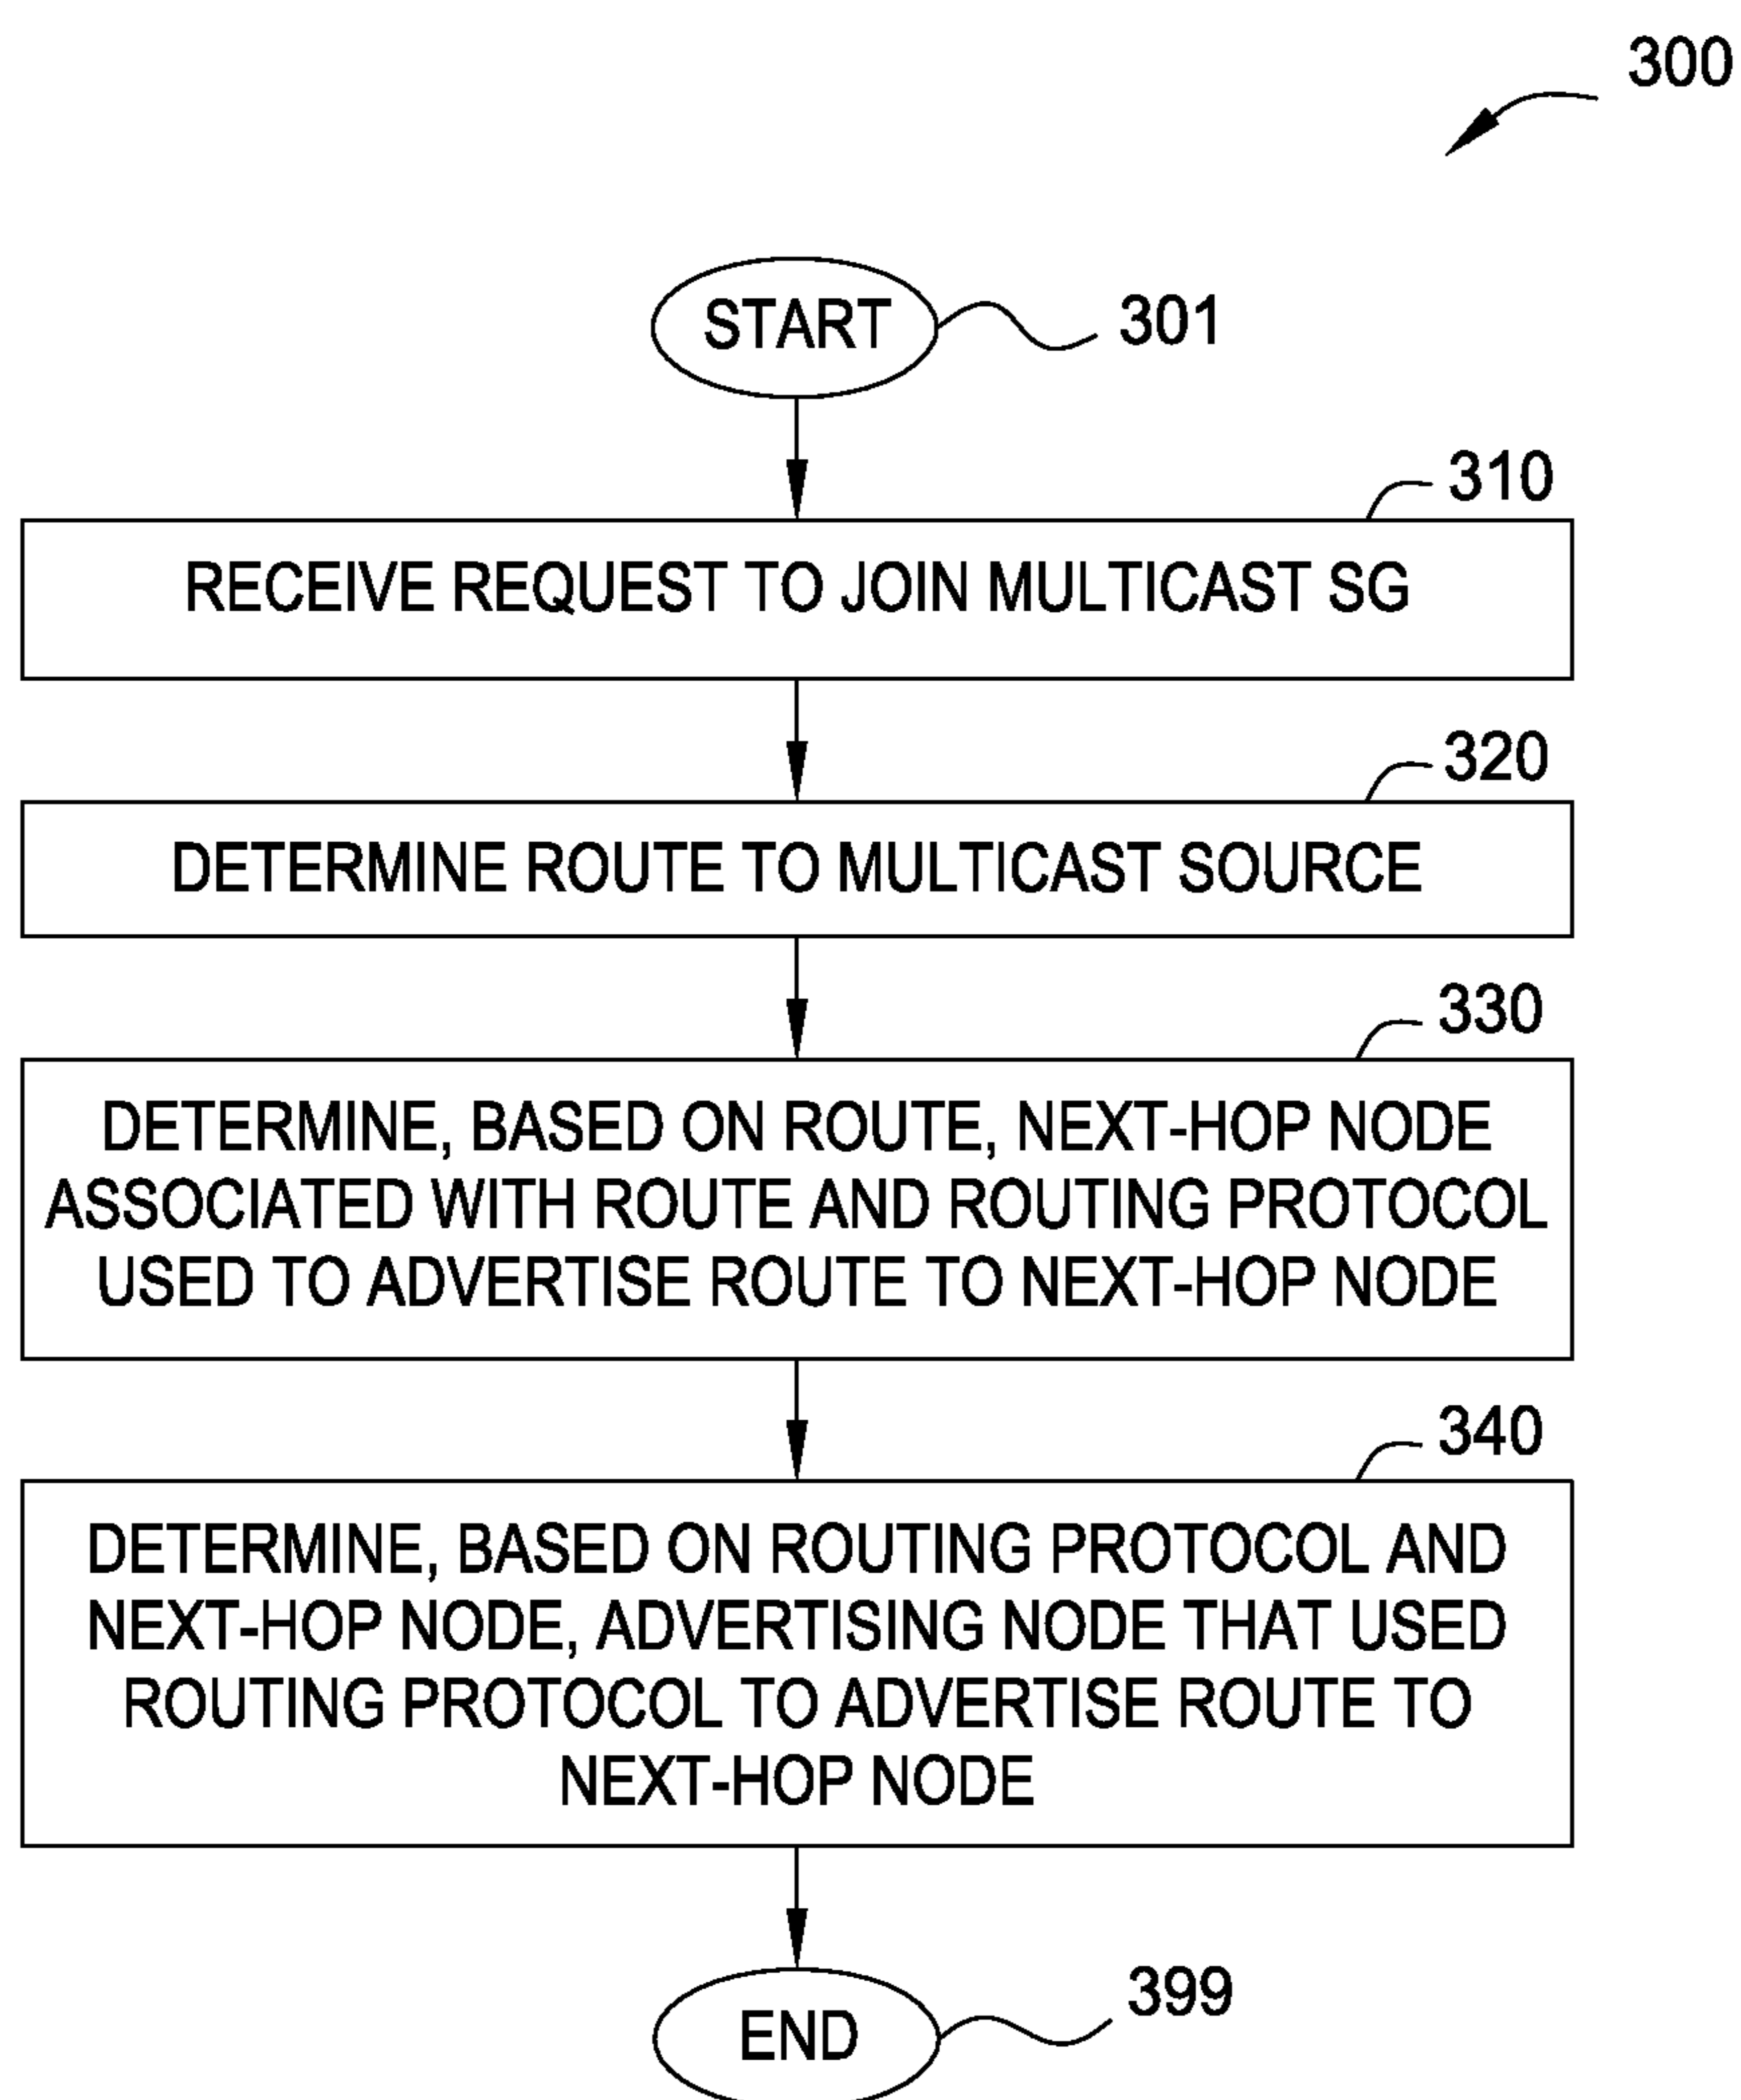 300
START
301
310
RECEIVE REQUEST TO JOIN MULTICAST SG
320
DETERMINE ROUTE TO MULTICAST SOURCE
330
DETERMINE, BASED ON ROUTE, NEXT-HOP NODE
ASSOCIATED WITH ROUTE AND ROUTING PROTOCOL
USED TO ADVERTISE ROUTE TO NEXT-HOP NODE
340
DETERMINE, BASED ON ROUTING PROTOCOL AND
NEXT-HOP NODE, ADVERTISING NODE THAT USED
ROUTING PROTOCOL TO ADVERTISE ROUTE TO
NEXT-HOP NODE
399
END